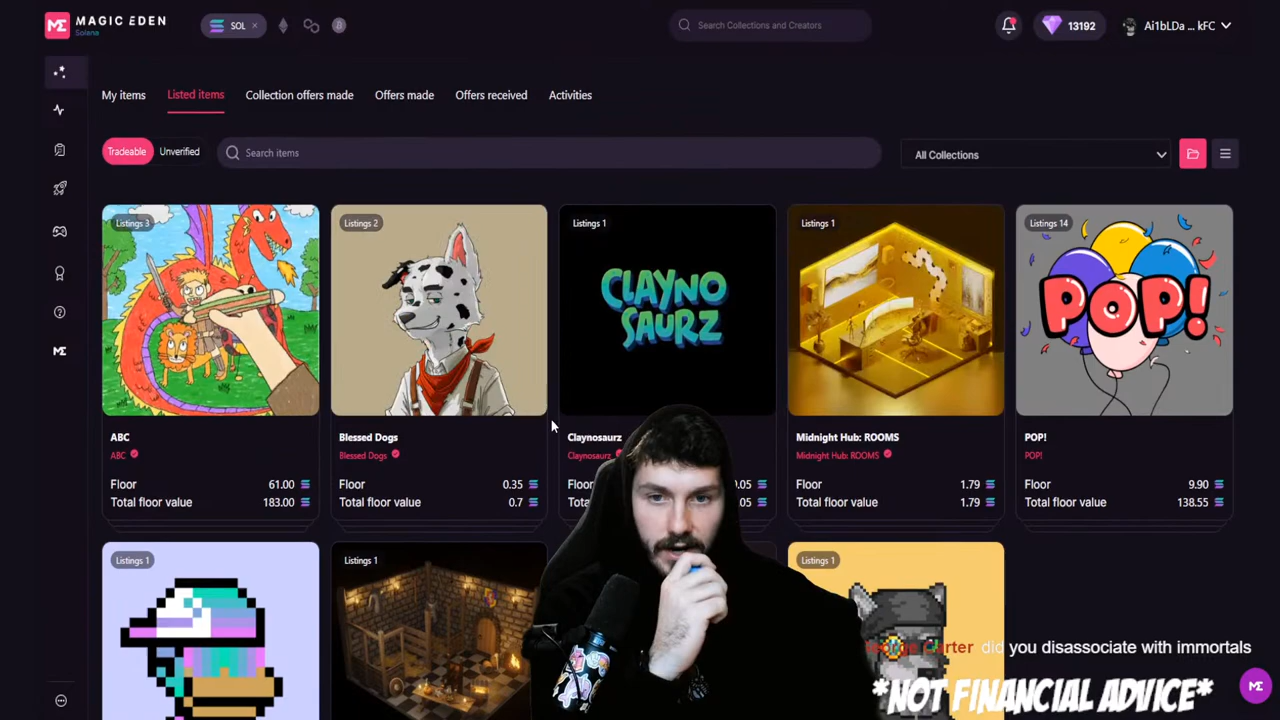 MAGIC EDEN
Solana
SOL ×
Search Collections and Creators
13192
Ai1bLDa ... kFC
My items
Listed items
Collection offers made
Offers made
Offers received
Activities
Tradeable
Unverified
Search items
All Collections
Listings 3
Listings 2
Listings 1
Listings 1
Listings 14
CLAYNO
SAURZ
POP!
ABC
ABC
Floor 61.00
Total floor value 183.00
Blessed Dogs
Blessed Dogs
Floor 0.35
Total floor value 0.7
Claynosaurz
Claynosaurz
Midnight Hub: ROOMS
Midnight Hub: ROOMS
Floor 1.79
Total floor value 1.79
POP!
POP!
Floor 9.90
Total floor value 138.55
Listings 1
Listings 1
Listings 1
Carter did you disassociate with immortals
*NOT FINANCIAL ADVICE*
ME